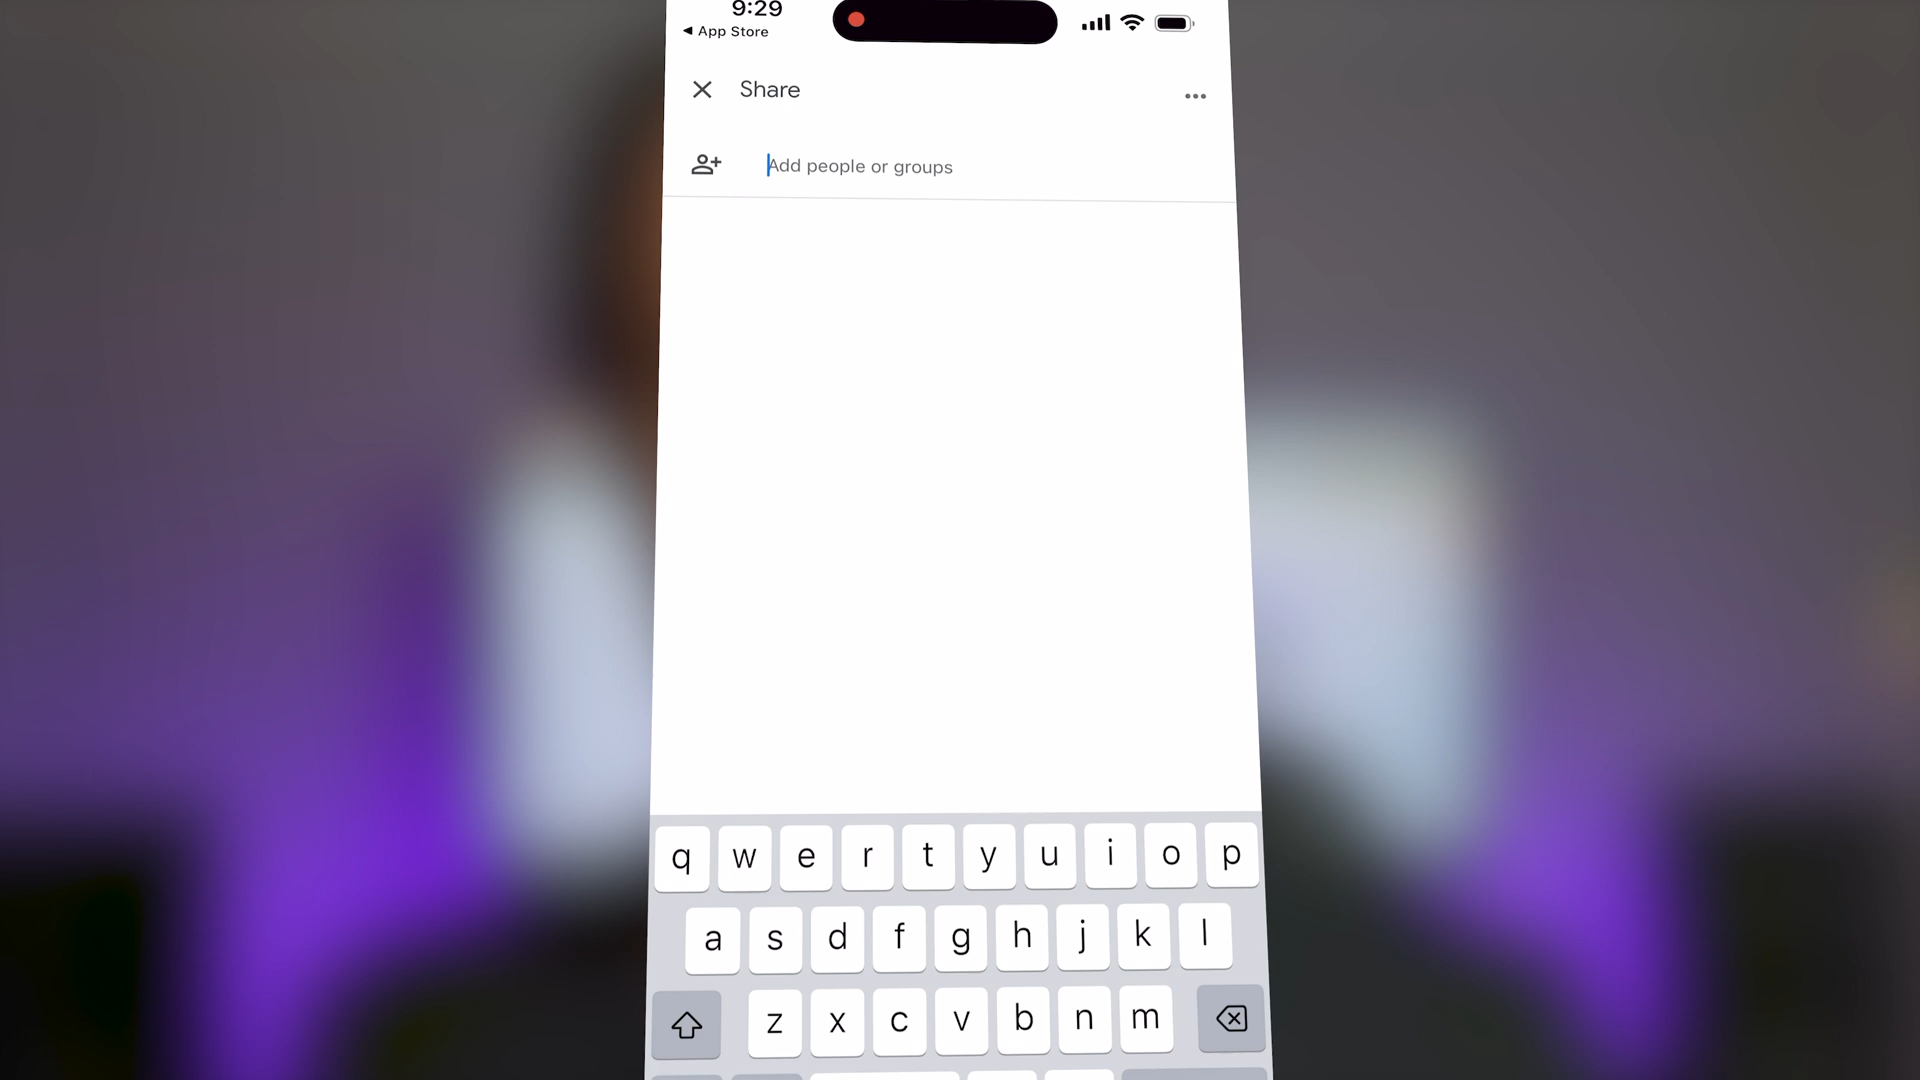 9:29
◀ App Store
Share
Add people or groups
q w e r t y u i o p
a s d f g h j k l
z x c v b n m